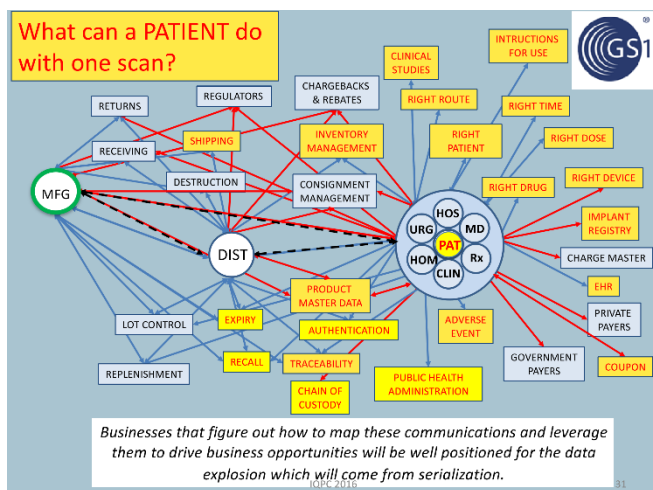 What can a PATIENT do
with one scan?
GS1
INTRUCTIONS
FOR USE
CLINICAL
STUDIES
CHARGEBACKS
& REBATES
REGULATORS
RETURNS
RIGHT ROUTE
RIGHT TIME
SHIPPING
INVENTORY
MANAGEMENT
RIGHT
PATIENT
RIGHT DOSE
RECEIVING
DESTRUCTION
CONSIGNMENT
MANAGEMENT
RIGHT DRUG
RIGHT DEVICE
MFG
HOS
URG
MD
PAT
HOM
Rx
CLIN
IMPLANT
REGISTRY
DIST
CHARGE MASTER
PRODUCT
MASTER DATA
EHR
LOT CONTROL
EXPIRY
AUTHENTICATION
ADVERSE
EVENT
PRIVATE
PAYERS
RECALL
TRACEABILITY
GOVERNMENT
PAYERS
COUPON
REPLENISHMENT
CHAIN OF
CUSTODY
PUBLIC HEALTH
ADMINISTRATION
Businesses that figure out how to map these communications and leverage
them to drive business opportunities will be well positioned for the data
explosion which will come from serialization.
IQPC 2016
31